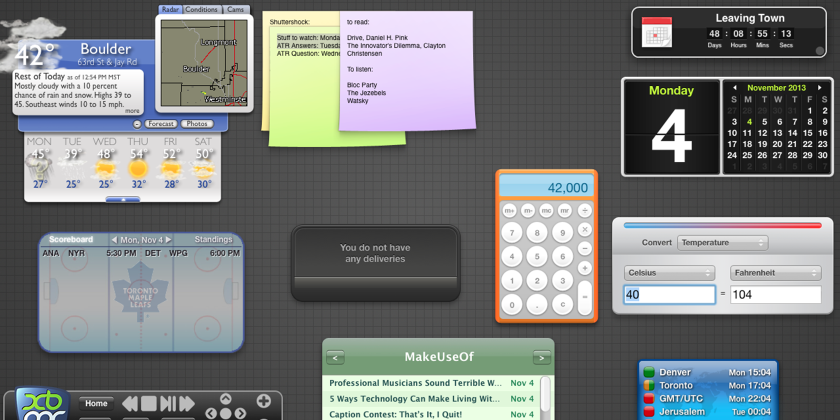 Radar Conditions Cams
Longmont
Boulder
Westminster
42°
Boulder
63rd St & Jay Rd
Rest of Today as of 12:54 PM MST
Mostly cloudy with a 10 percent
chance of rain and snow. Highs 39 to
45. Southeast winds 10 to 15 mph.
more
- Forecast Photos
MON TUE WED THU FRI SAT
45° 39° 48° 54° 52° 50°
27° 25° 25° 32° 28° 30°
Shuttershock:
Stuff to watch: Monda
ATR Answers: Tuesda
ATR Question: Wedne
to read:
Drive, Daniel H. Pink
The Innovator's Dilemma, Clayton
Christensen
To listen:
Bloc Party
The Jezebels
Watsky
Leaving Town
48 : 08 : 55 : 13
Days Hours Mins Secs
Monday
4
November 2013
S M T W T F S
27 28 29 30 31 1 2
3 4 5 6 7 8 9
10 11 12 13 14 15 16
17 18 19 20 21 22 23
24 25 26 27 28 29 30
1 2 3 4 5 6 7
Scoreboard Mon, Nov 4 Standings
ANA NYR 5:30 PM DET WPG 6:00 PM
TORONTO
MAPLE
LEAFS
You do not have
any deliveries
42,000
m+ m- mc mr ÷
7 8 9 ×
4 5 6 −
+
1 2 3
0 . c =
Convert Temperature
Celsius Fahrenheit
40 = 104
MakeUseOf
< >
Professional Musicians Sound Terrible W... Nov 4
5 Ways Technology Can Make Living Wit... Nov 4
Caption Contest: That's It, I Quit! Nov 4
Denver Mon 15:04
Toronto Mon 17:04
GMT/UTC Mon 22:04
Jerusalem Tue 00:04
Home